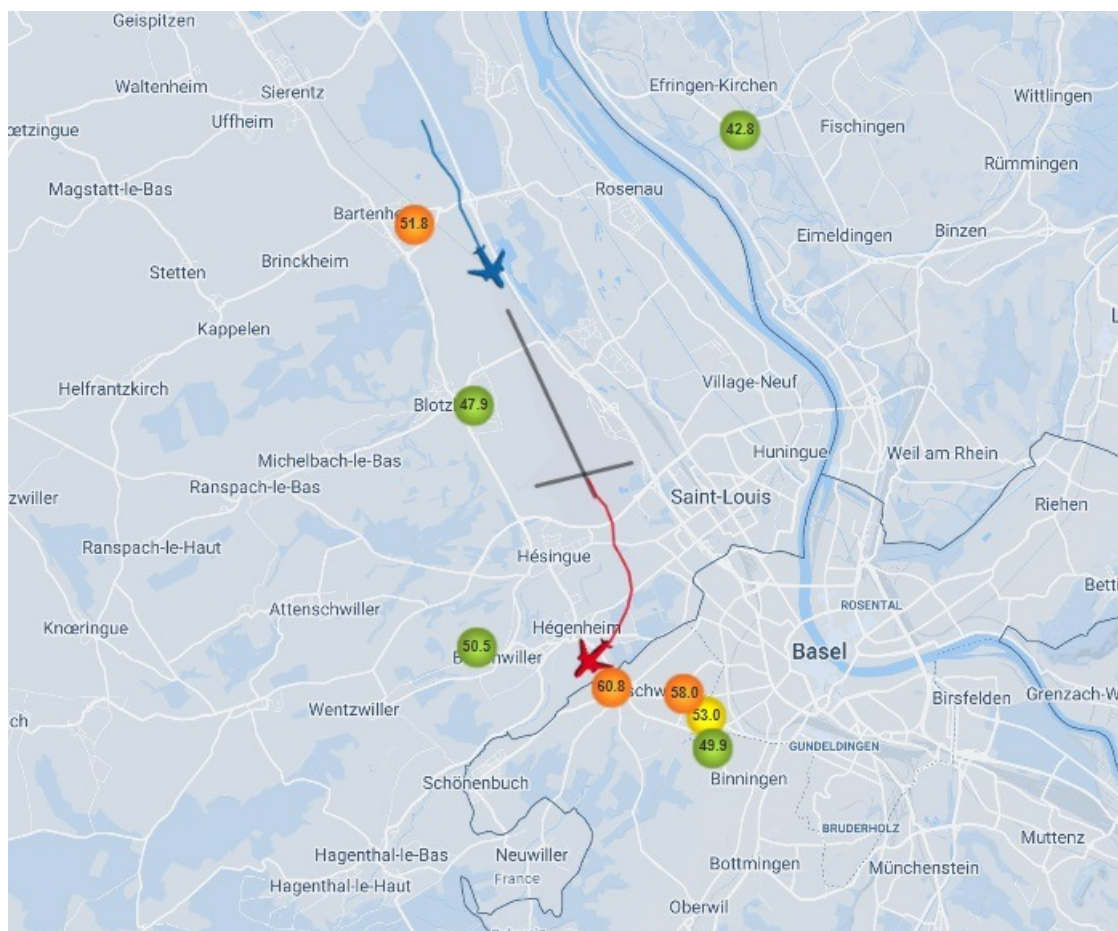 Geispitzen
Waltenheim
Sierentz
Efringen-Kirchen
Wittlingen
Uffheim
42.8
Fischingen
Rümmingen
Magstatt-le-Bas
Rosenau
51.8
Binzen
Eimeldingen
Brinckheim
Stetten
Kappelen
Helfrantzkirch
Village-Neuf
47.9
Michelbach-le-Bas
Huningue
Weil am Rhein
Ranspach-le-Bas
Saint-Louis
Riehen
Ranspach-le-Haut
Hésingue
Attenschwiller
ROSENTAL
Knœringue
Hégenheim
50.5
Basel
60.8
58.0
Birsfelden
Wentzwiller
53.0
49.9
GUNDELDINGEN
Schönenbuch
Binningen
BRUDERHOLZ
Muttenz
Hagenthal-le-Bas
Neuwiller
Bottmingen
Münchenstein
France
Hagenthal-le-Haut
Oberwil